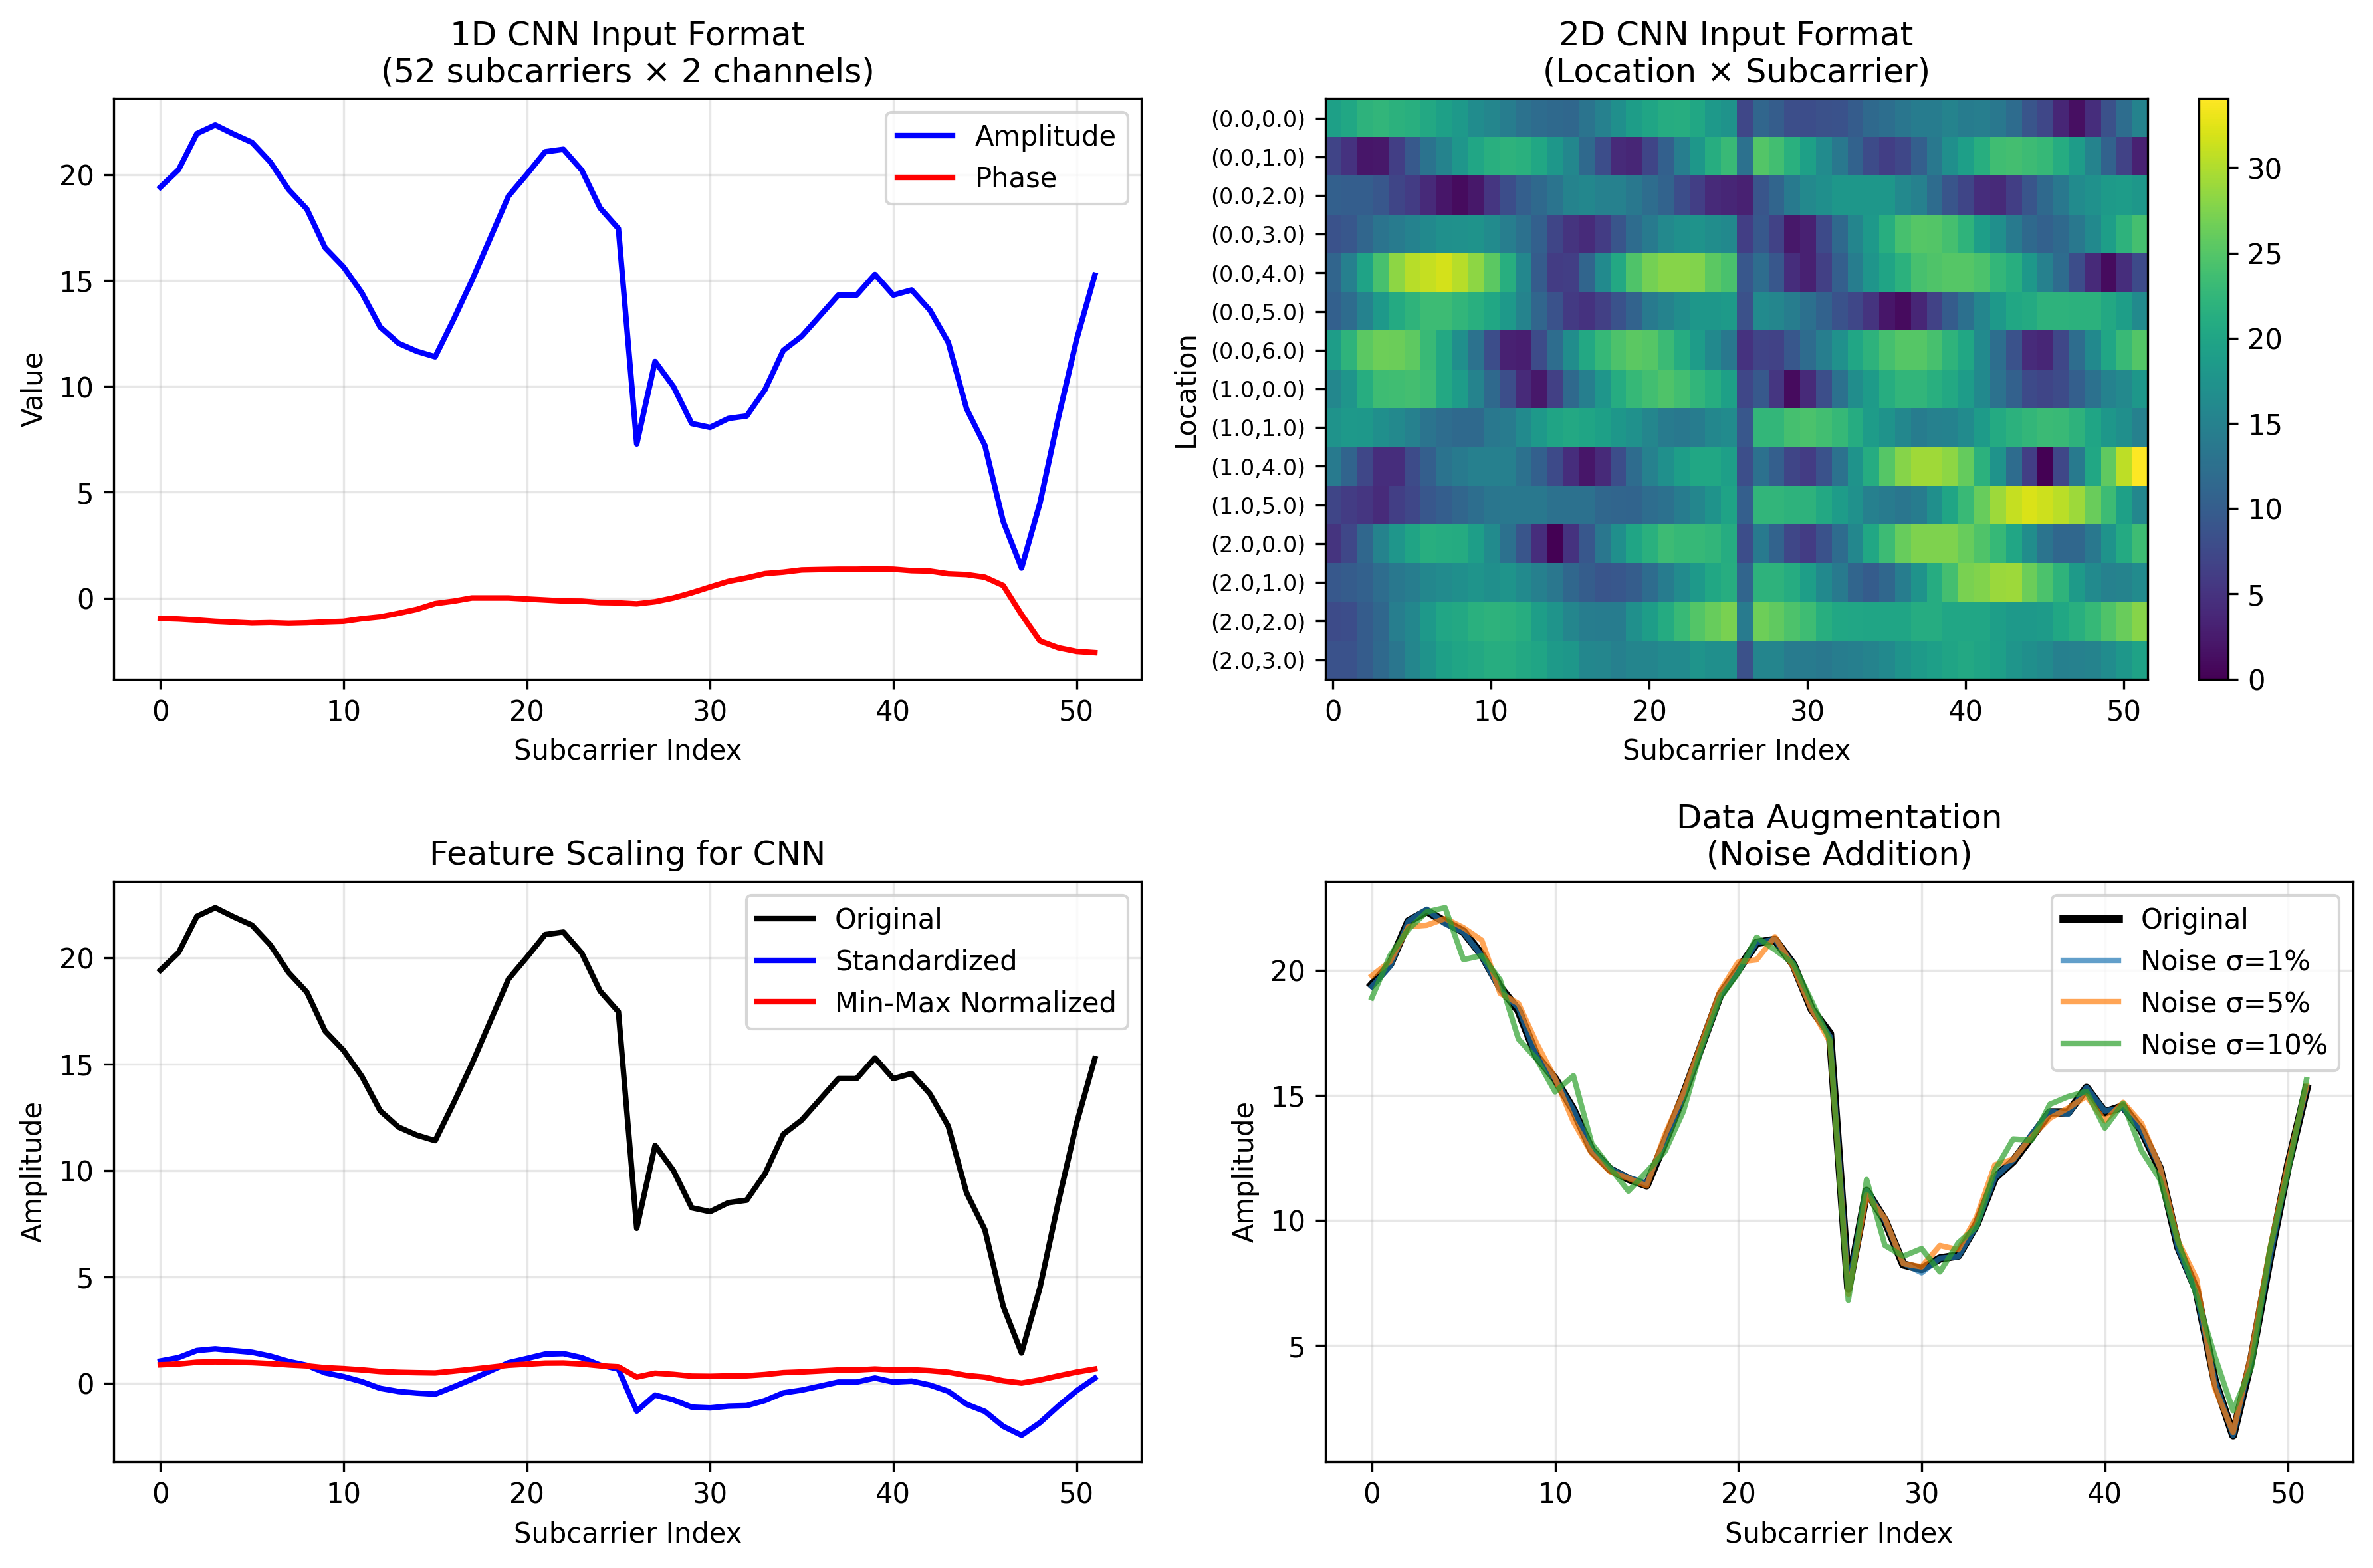 1D CNN Input Format
(52 subcarriers × 2 channels)
Amplitude
Phase
20
15
10
5
0
Value
0
10
20
30
40
50
Subcarrier Index
2D CNN Input Format
(Location × Subcarrier)
(0.0,0.0)
(0.0,1.0)
(0.0,2.0)
(0.0,3.0)
(0.0,4.0)
(0.0,5.0)
(0.0,6.0)
(1.0,0.0)
(1.0,1.0)
(1.0,4.0)
(1.0,5.0)
(2.0,0.0)
(2.0,1.0)
(2.0,2.0)
(2.0,3.0)
Location
0
10
20
30
40
50
Subcarrier Index
30
25
20
15
10
5
0
Feature Scaling for CNN
Original
Standardized
Min-Max Normalized
20
15
10
5
0
Amplitude
0
10
20
30
40
50
Subcarrier Index
Data Augmentation
(Noise Addition)
Original
Noise σ=1%
Noise σ=5%
Noise σ=10%
20
15
10
5
Amplitude
0
10
20
30
40
50
Subcarrier Index